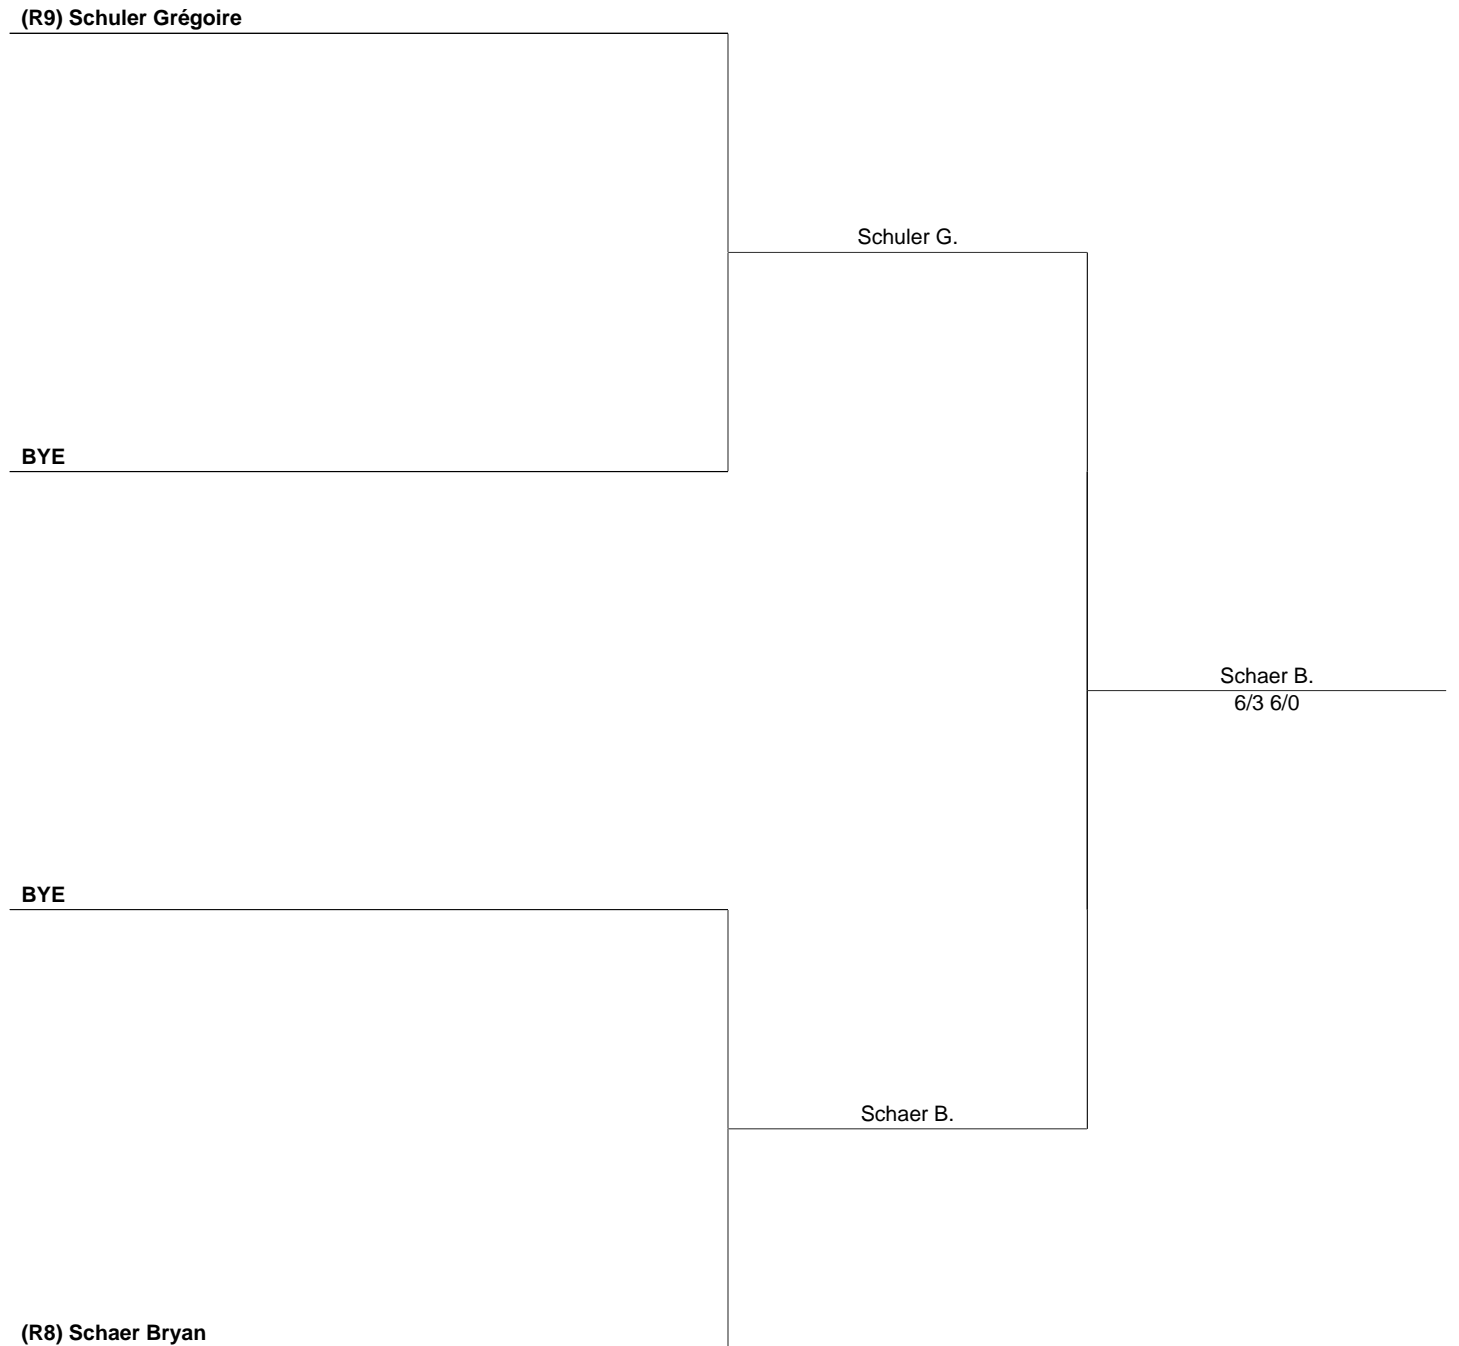 (R9) Schuler Grégoire
Schuler G.
BYE
Schaer B.
6/3 6/0
BYE
Schaer B.
(R8) Schaer Bryan